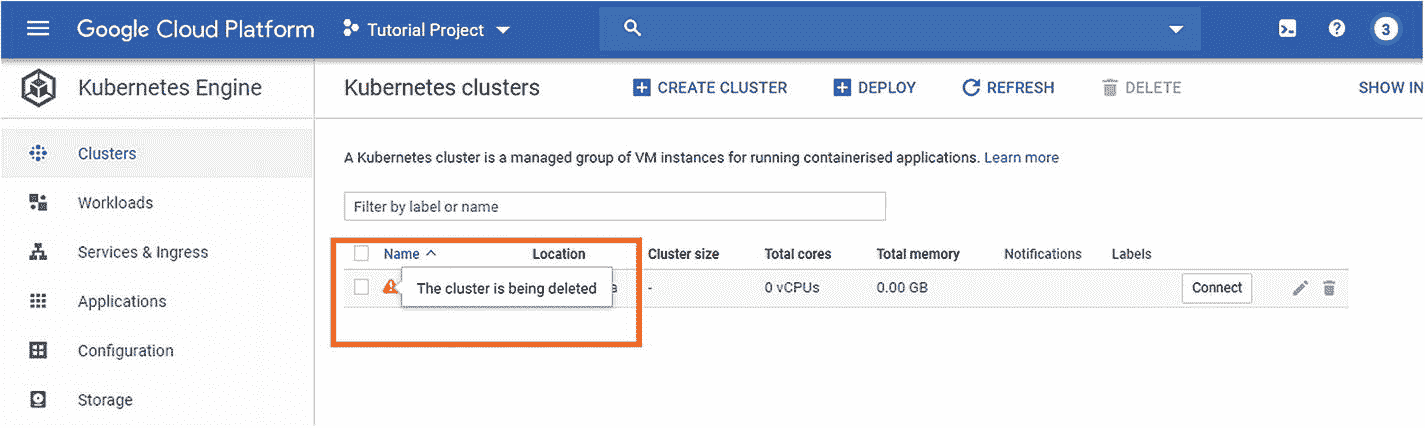 Google Cloud Platform Tutorial Project 3
Kubernetes Engine Kubernetes clusters CREATE CLUSTER DEPLOY REFRESH DELETE SHOW IN
Clusters
A Kubernetes cluster is a managed group of VM instances for running containerised applications. Learn more
Workloads
Filter by label or name
Services & Ingress
Name Location Cluster size Total cores Total memory Notifications Labels
The cluster is being deleted a - 0 vCPUs 0.00 GB Connect
Applications
Configuration
Storage